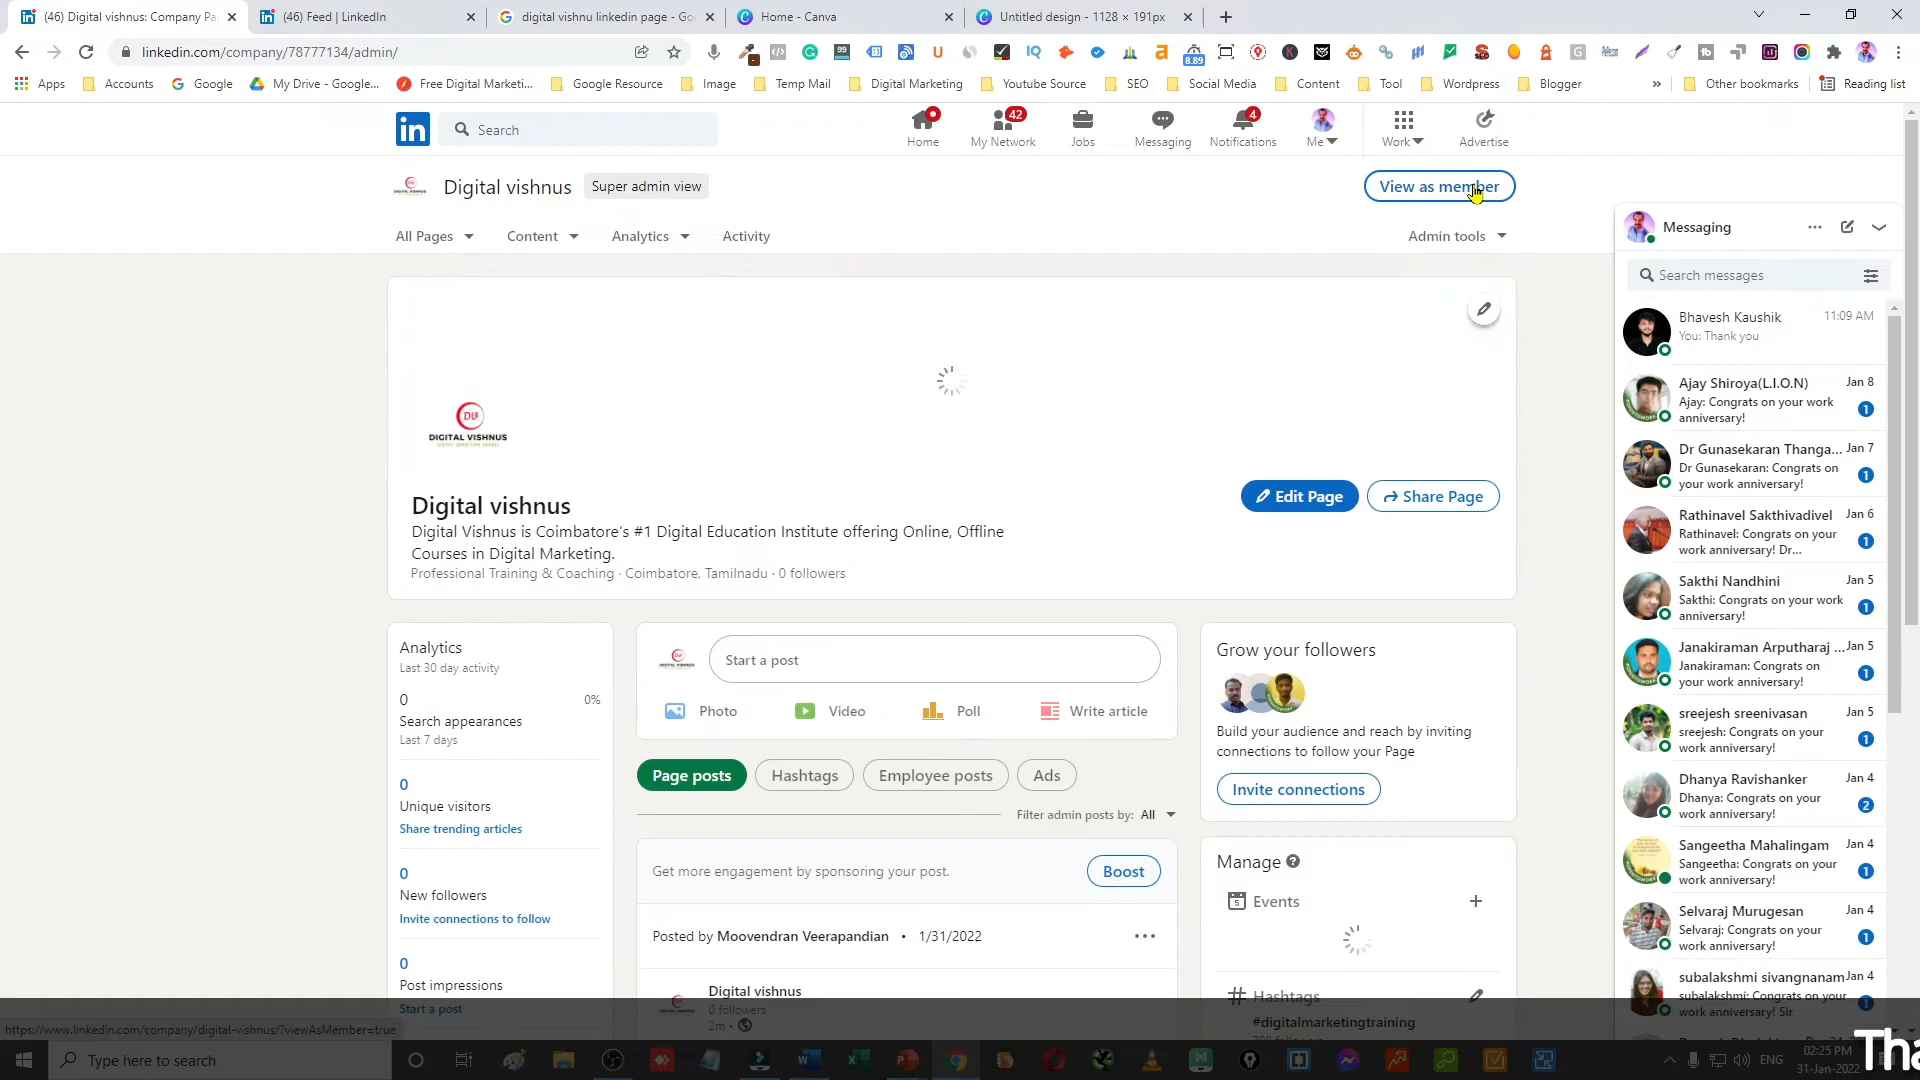 (46) Digital vishnus: Company Pa
(46) Feed | LinkedIn
digital vishnu linkedin page - Go
Home - Canva
Untitled design - 1128 × 191px
linkedin.com/company/78777134/admin/
Apps
Accounts
Google
My Drive - Google...
Free Digital Marketi...
Google Resource
Image
Temp Mail
Digital Marketing
Youtube Source
SEO
Social Media
Content
Tool
Wordpress
Blogger
Other bookmarks
Reading list
in
Search
Home
42
My Network
Jobs
Messaging
4
Notifications
Me
Work
Advertise
Digital vishnus
Super admin view
View as member
All Pages
Content
Analytics
Activity
Admin tools
DIGITAL VISHNUS
Digital vishnus
Digital Vishnus is Coimbatore's #1 Digital Education Institute offering Online, Offline
Courses in Digital Marketing.
Professional Training & Coaching · Coimbatore, Tamilnadu · 0 followers
Edit Page
Share Page
Analytics
Last 30 day activity
0
0%
Search appearances
Last 7 days
0
Unique visitors
Share trending articles
0
New followers
Invite connections to follow
0
Post impressions
Start a post
Start a post
Photo
Video
Poll
Write article
Page posts
Hashtags
Employee posts
Ads
Filter admin posts by: All
Get more engagement by sponsoring your post.
Boost
Posted by Moovendran Veerapandian • 1/31/2022
Digital vishnus
0 followers
2m •
Grow your followers
Build your audience and reach by inviting
connections to follow your Page
Invite connections
Manage
Events
Hashtags
#digitalmarketingtraining
Messaging
Search messages
Bhavesh Kaushik
11:09 AM
You: Thank you
Ajay Shiroya(L.I.O.N)
Jan 8
Ajay: Congrats on your work
anniversary!
1
Dr Gunasekaran Thanga...
Jan 7
Dr Gunasekaran: Congrats on
your work anniversary!
1
Rathinavel Sakthivadivel
Jan 6
Rathinavel: Congrats on your
work anniversary! Dr...
1
Sakthi Nandhini
Jan 5
Sakthi: Congrats on your work
anniversary!
1
Janakiraman Arputharaj ...
Jan 5
Janakiraman: Congrats on
your work anniversary!
1
sreejesh sreenivasan
Jan 5
sreejesh: Congrats on your
work anniversary!
1
Dhanya Ravishanker
Jan 4
Dhanya: Congrats on your
work anniversary!
2
Sangeetha Mahalingam
Jan 4
Sangeetha: Congrats on your
work anniversary!
1
Selvaraj Murugesan
Jan 4
Selvaraj: Congrats on your
work anniversary!
1
subalakshmi sivangnanam
Jan 4
subalakshmi: Congrats on your
work anniversary! Sir
https://www.linkedin.com/company/digital-vishnus/?viewAsMember=true
Type here to search
ENG
02:25 PM
31-Jan-2022
Tha